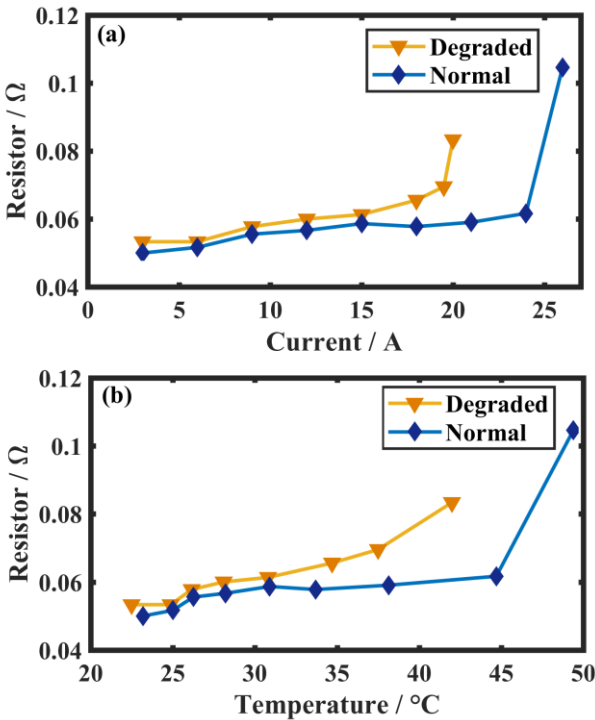 (a)
Degraded
Normal
0.12
0.1
0.08
0.06
0.04
Resistor / Ω
0 5 10 15 20 25
Current / A
(b)
Degraded
Normal
0.12
0.1
0.08
0.06
0.04
Resistor / Ω
20 25 30 35 40 45 50
Temperature / °C